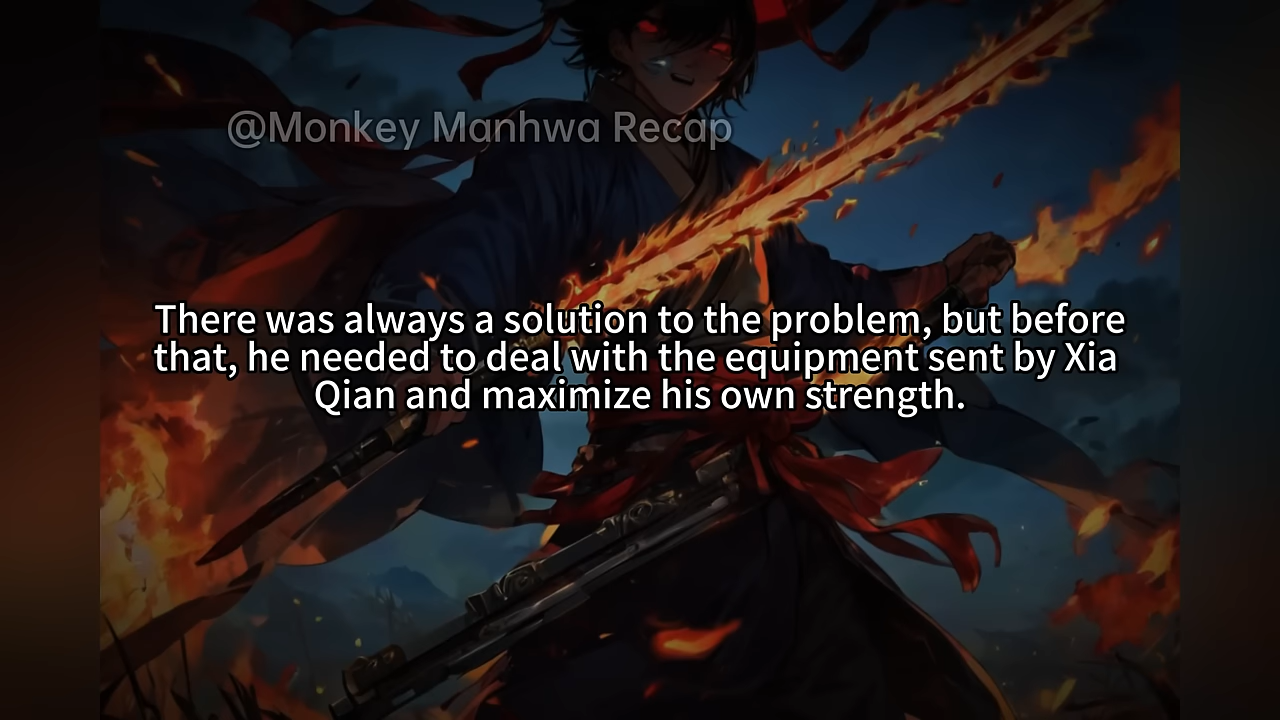 @Monkey Manhwa Recap
There was always a solution to the problem, but before
that, he needed to deal with the equipment sent by Xia
Qian and maximize his own strength.